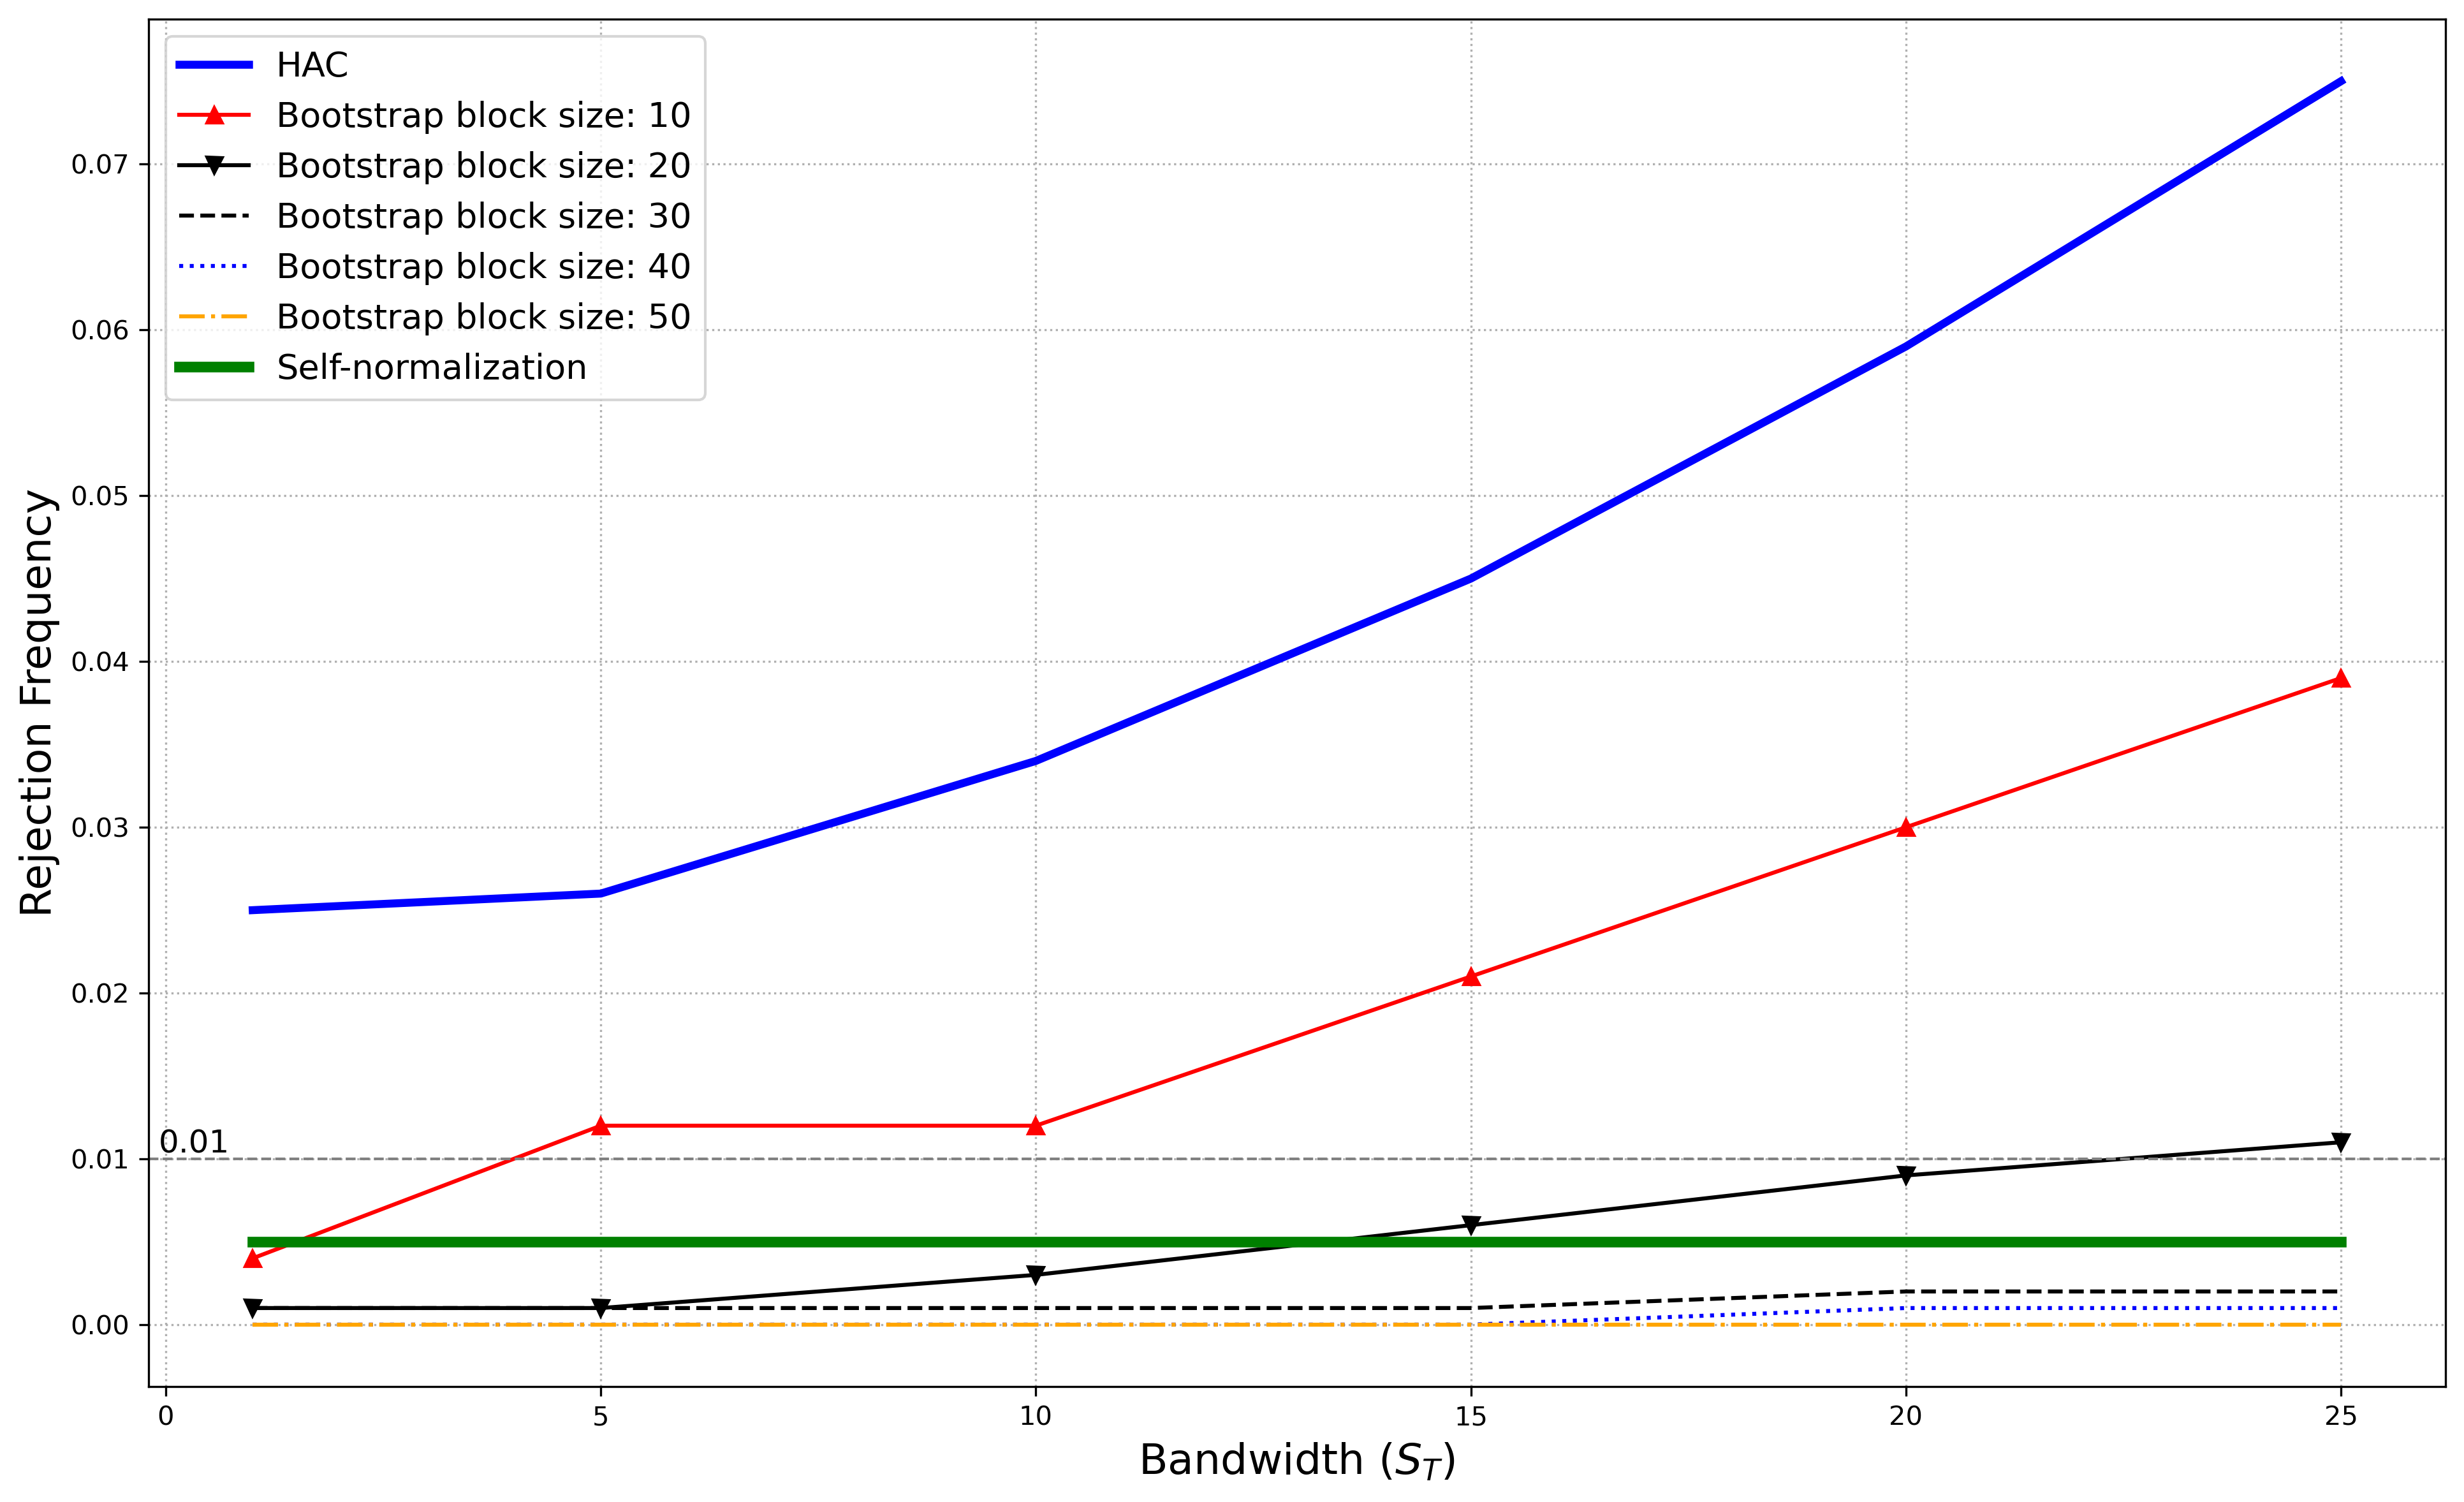 HAC
Bootstrap block size: 10
Bootstrap block size: 20
Bootstrap block size: 30
Bootstrap block size: 40
Bootstrap block size: 50
Self-normalization
Rejection Frequency
0.07
0.06
0.05
0.04
0.03
0.02
0.01
0.01
0.00
0 5 10 15 20 25
Bandwidth (S_T)